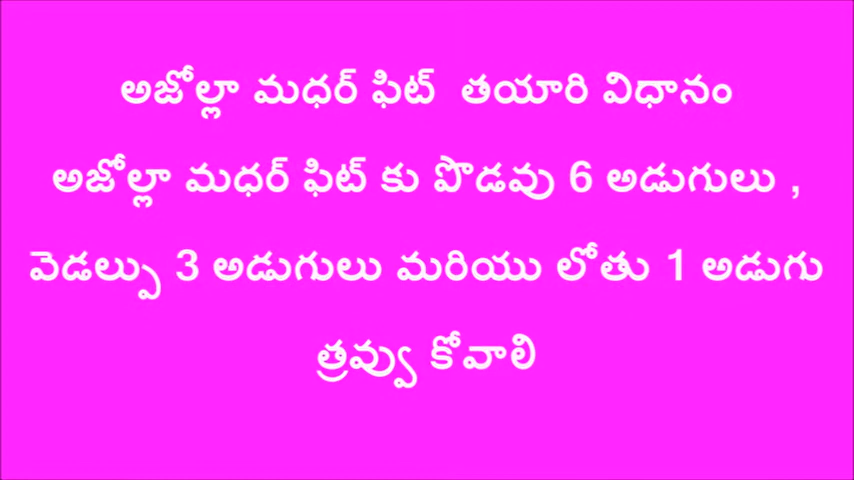 అజోల్లా మధర్ ఫిట్ తయారి విధానం
అజోల్లా మధర్ ఫిట్ కు పొడవు 6 అడుగులు ,
వెడల్పు 3 అడుగులు మరియు లోతు 1 అడుగు
త్రవ్వు కోవాలి